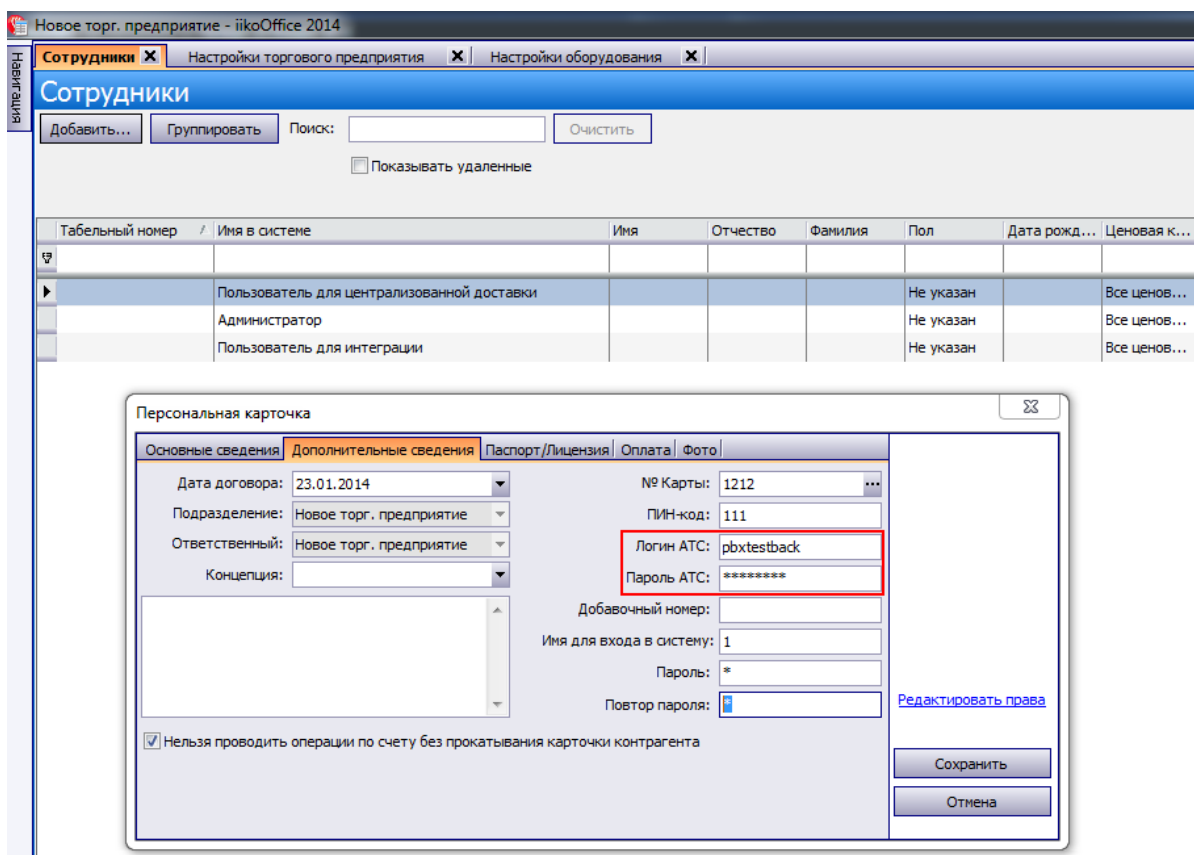 Новое торг. предприятие - iikoOffice 2014
Навигация
Сотрудники Настройки торгового предприятия Настройки оборудования
Сотрудники
Добавить... Группировать Поиск: Очистить
Показывать удаленные
Табельный номер Имя в системе Имя Отчество Фамилия Пол Дата рожд... Ценовая к...
Пользователь для централизованной доставки Не указан Все ценов...
Администратор Не указан Все ценов...
Пользователь для интеграции Не указан Все ценов...
Персональная карточка
Основные сведения Дополнительные сведения Паспорт/Лицензия Оплата Фото
Дата договора: 23.01.2014 № Карты: 1212 ...
Подразделение: Новое торг. предприятие ПИН-код: 111
Ответственный: Новое торг. предприятие Логин АТС: pbxtestback
Концепция: Пароль АТС: ********
Добавочный номер:
Имя для входа в систему: 1
Пароль: *
Повтор пароля: * Редактировать права
Нельзя проводить операции по счету без прокатывания карточки контрагента
Сохранить
Отмена